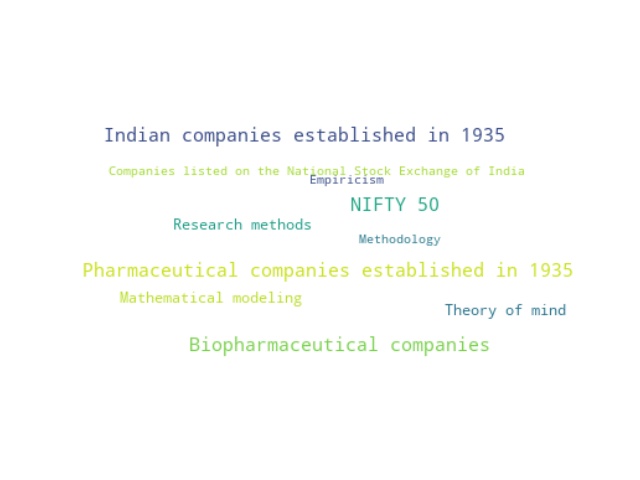 Indian companies established in 1935
Companies listed on the National Stock Exchange of India
Empiricism
NIFTY 50
Research methods
Methodology
Pharmaceutical companies established in 1935
Mathematical modeling
Theory of mind
Biopharmaceutical companies